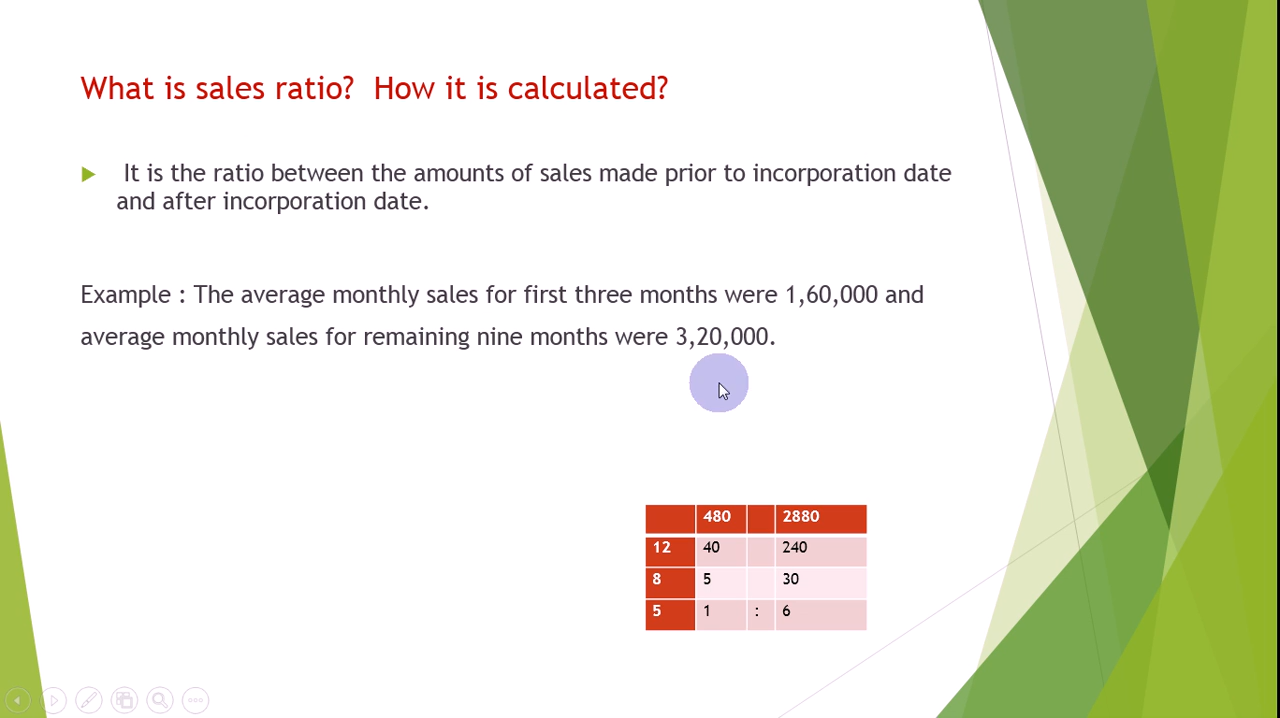 What is sales ratio?  How it is calculated?
It is the ratio between the amounts of sales made prior to incorporation date
and after incorporation date.
Example : The average monthly sales for first three months were 1,60,000 and
average monthly sales for remaining nine months were 3,20,000.
480 2880
12 40 240
8 5 30
5 1 : 6